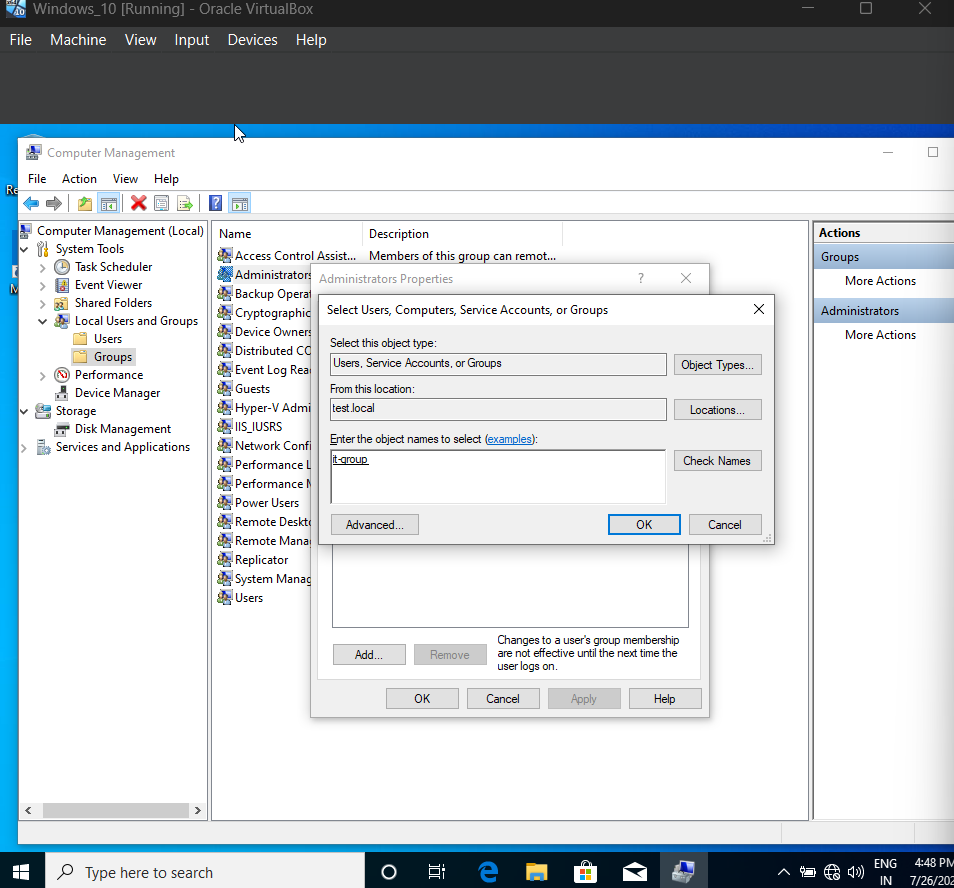 Windows_10 [Running] - Oracle VirtualBox
File Machine View Input Devices Help
Computer Management
File Action View Help
Computer Management (Local)
System Tools
Task Scheduler
Event Viewer
Shared Folders
Local Users and Groups
Users
Groups
Performance
Device Manager
Storage
Disk Management
Services and Applications
Name Description
Access Control Assist... Members of this group can remot...
Administrators
Backup Opera
Cryptographic
Device Owners
Distributed CO
Event Log Rea
Guests
Hyper-V Admi
IIS_IUSRS
Network Confi
Performance L
Performance M
Power Users
Remote Deskto
Remote Manag
Replicator
System Manag
Users
Administrators Properties
?
Select Users, Computers, Service Accounts, or Groups
Select this object type:
Users, Service Accounts, or Groups
Object Types...
From this location:
test.local
Locations...
Enter the object names to select (examples):
it-group
Check Names
Advanced...
OK
Cancel
Add...
Remove
Changes to a user's group membership
are not effective until the next time the
user logs on.
OK
Cancel
Apply
Help
Actions
Groups
More Actions
Administrators
More Actions
Type here to search
ENG
IN
4:48 PM
7/26/202